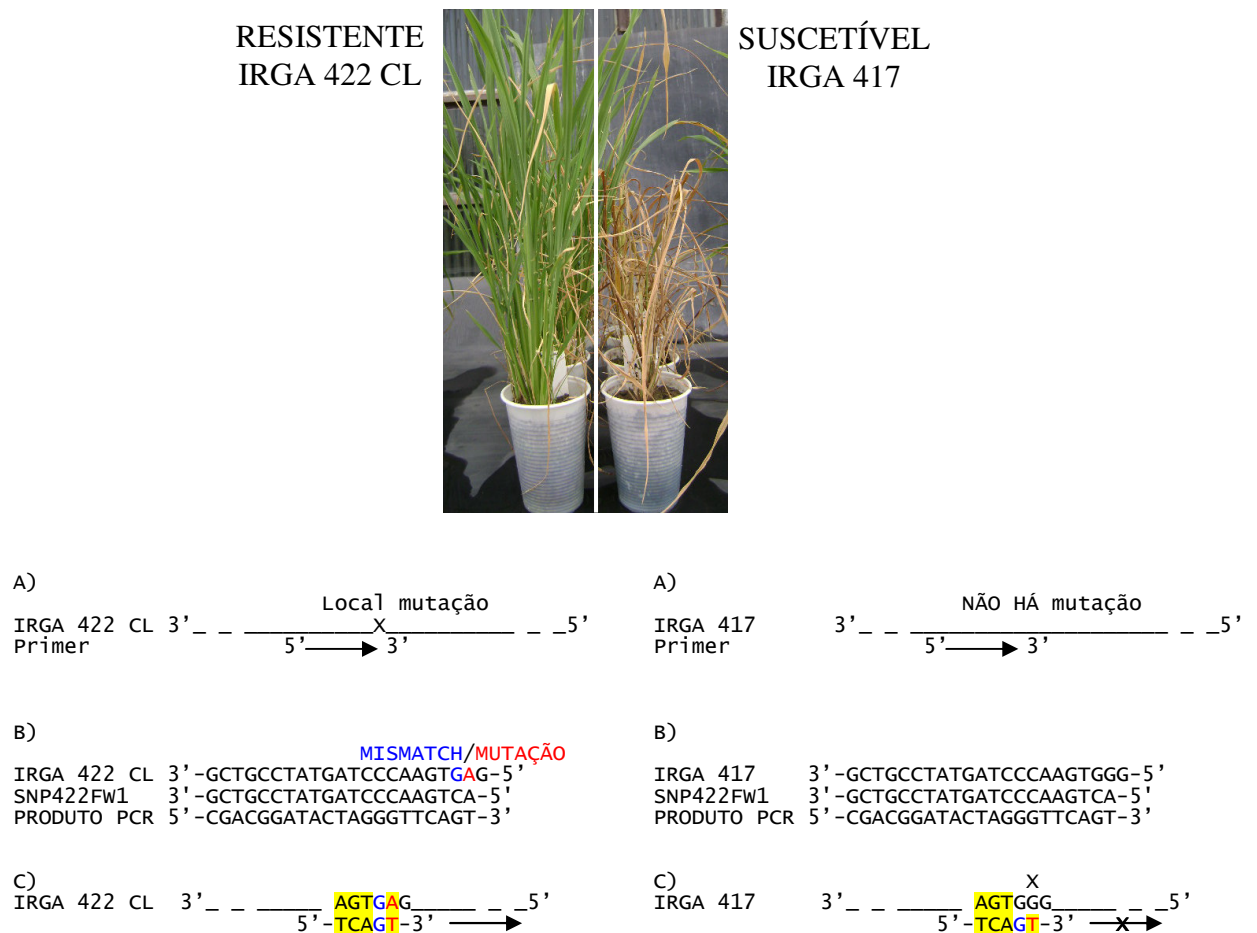 RESISTENTE
IRGA 422 CL
SUSCETÍVEL
IRGA 417
A)
Local mutação
IRGA 422 CL 3’_ _ __________X__________ _ _5’
Primer 5’ 3’
B)
MISMATCH/MUTAÇÃO
IRGA 422 CL 3’-GCTGCCTATGATCCCAAGTGAG-5’
SNP422FW1 3'-GCTGCCTATGATCCCAAGTCA-5'
PRODUTO PCR 5’-CGACGGATACTAGGGTTCAGT-3’
C)
IRGA 422 CL 3’_ _ _____ AGTGAG_____ _ _5’
5’-TCAGT-3’
A)
NÃO HÁ mutação
IRGA 417 3’_ _ ____________________ _ _5’
Primer 5’ 3’
B)
IRGA 417 3’-GCTGCCTATGATCCCAAGTGGG-5’
SNP422FW1 3'-GCTGCCTATGATCCCAAGTCA-5'
PRODUTO PCR 5’-CGACGGATACTAGGGTTCAGT-3’
C)
X
IRGA 417 3’_ _ _____ AGTGGG_____ _ _5’
5’-TCAGT-3’ x